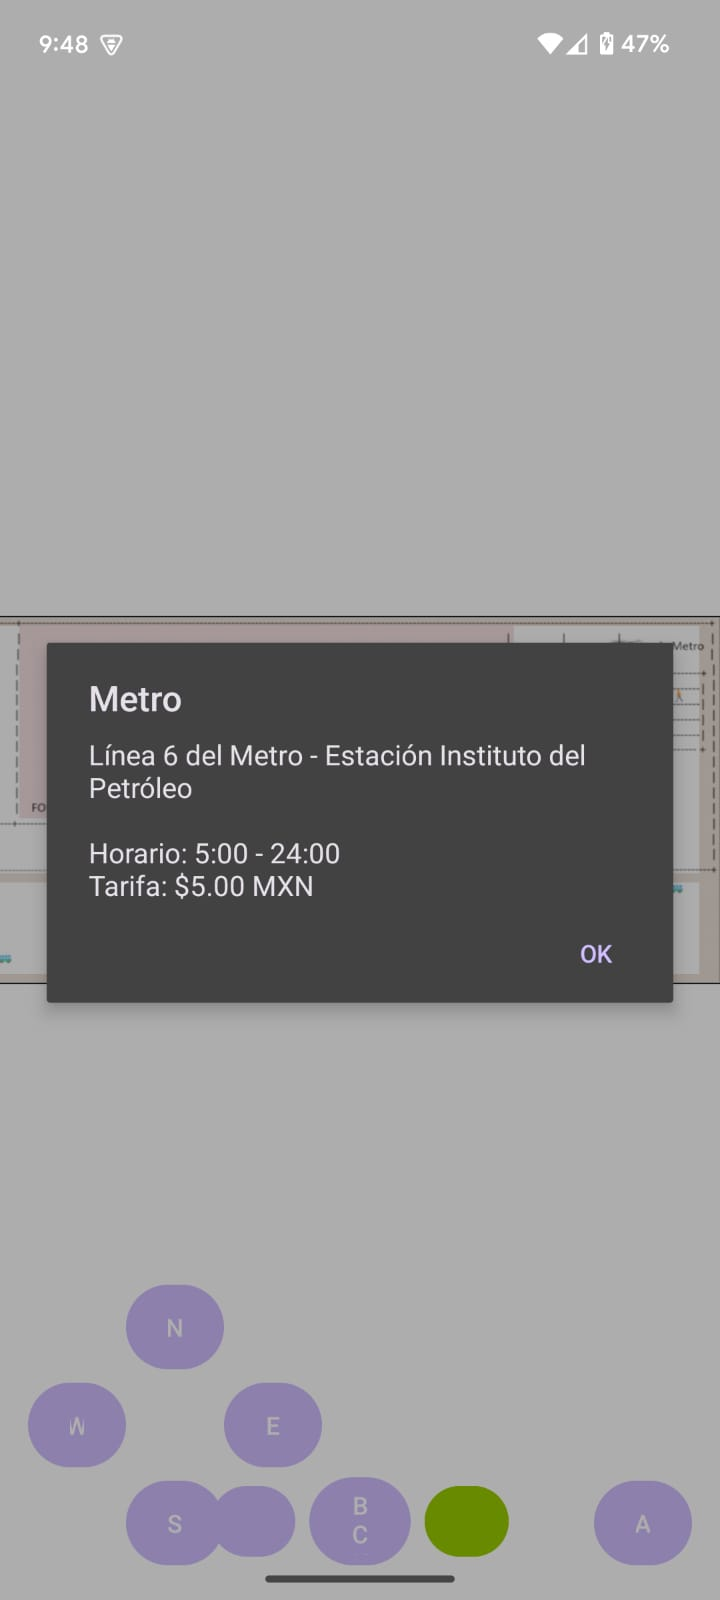 9:48
47%
Metro
FO
Metro
Línea 6 del Metro - Estación Instituto del
Petróleo
Horario: 5:00 - 24:00
Tarifa: $5.00 MXN
OK
N
W
E
S
B
C
A